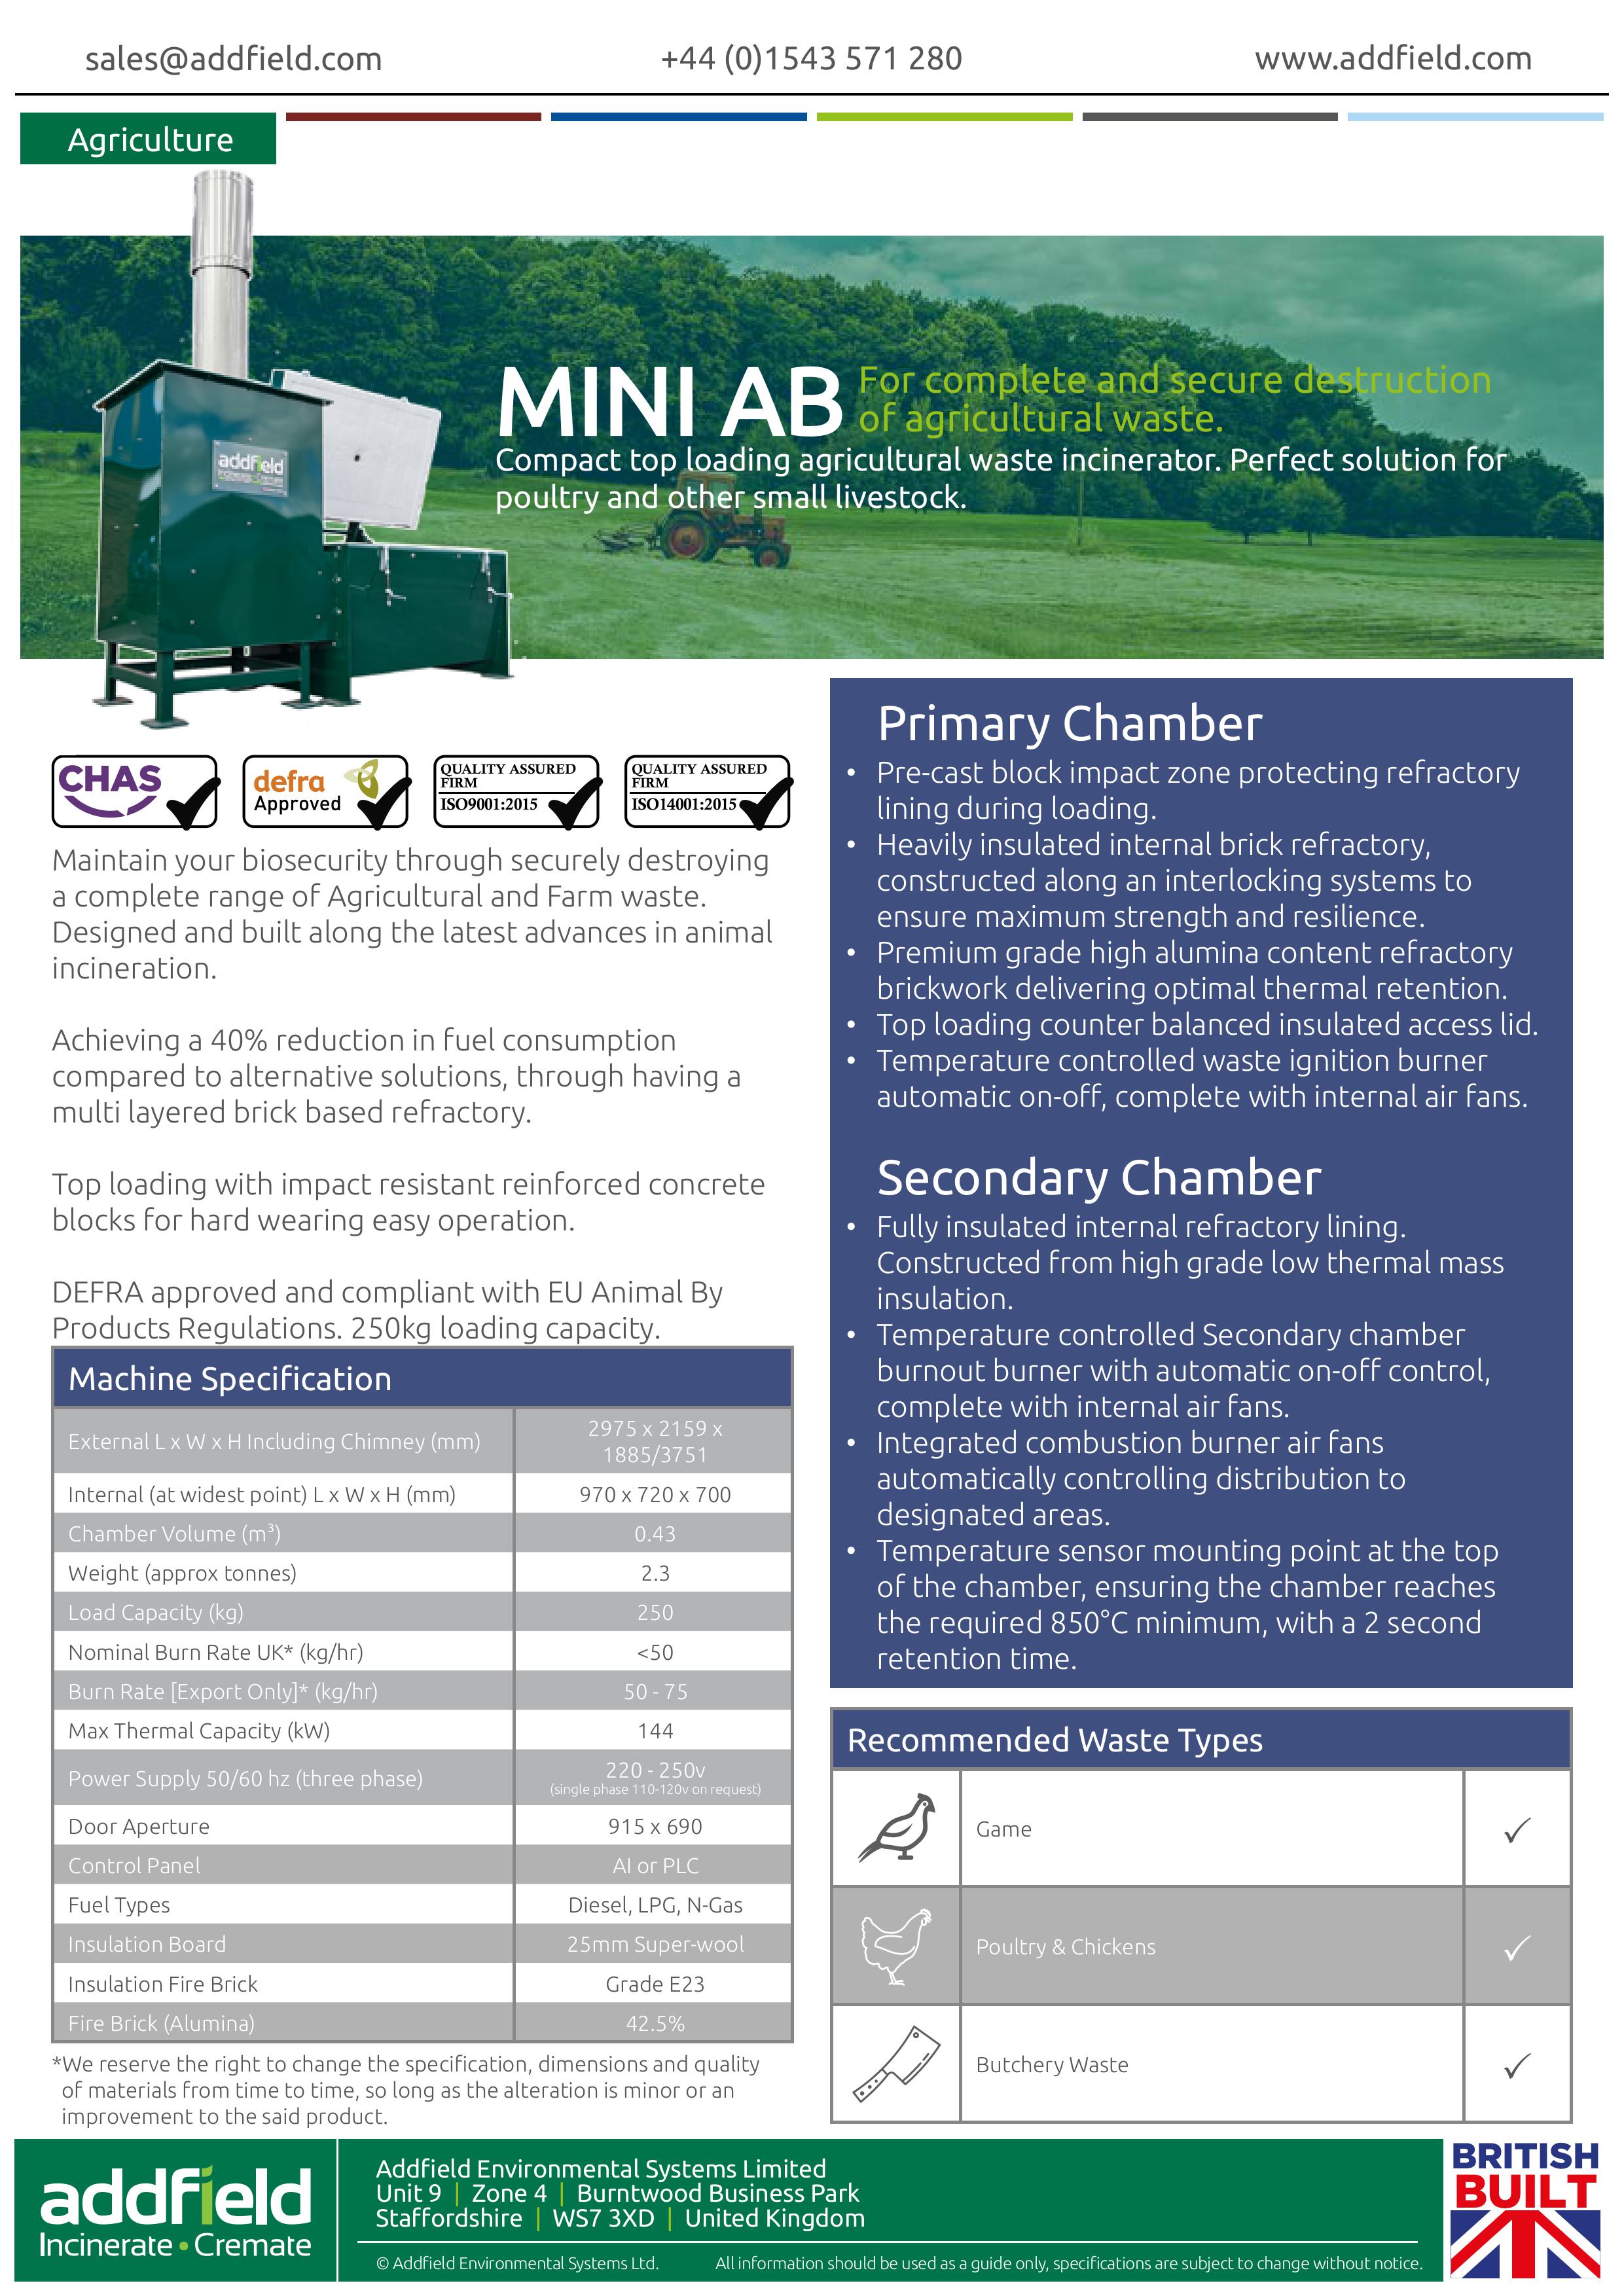 sales@addfield.com
+44 (0)1543 571 280
www.addfield.com
Agriculture
addfield
MINI AB
For complete and secure destruction
of agricultural waste.
Compact top loading agricultural waste incinerator. Perfect solution for
poultry and other small livestock.
CHAS
defra
Approved
QUALITY ASSURED
FIRM
ISO9001:2015
QUALITY ASSURED
FIRM
ISO14001:2015
Maintain your biosecurity through securely destroying
a complete range of Agricultural and Farm waste.
Designed and built along the latest advances in animal
incineration.
Achieving a 40% reduction in fuel consumption
compared to alternative solutions, through having a
multi layered brick based refractory.
Top loading with impact resistant reinforced concrete
blocks for hard wearing easy operation.
DEFRA approved and compliant with EU Animal By
Products Regulations. 250kg loading capacity.
Machine Specification
External L x W x H Including Chimney (mm)
2975 x 2159 x
1885/3751
Internal (at widest point) L x W x H (mm)
970 x 720 x 700
Chamber Volume (m³)
0.43
Weight (approx tonnes)
2.3
Load Capacity (kg)
250
Nominal Burn Rate UK* (kg/hr)
<50
Burn Rate [Export Only]* (kg/hr)
50 - 75
Max Thermal Capacity (kW)
144
Power Supply 50/60 hz (three phase)
220 - 250v
(single phase 110-120v on request)
Door Aperture
915 x 690
Control Panel
AI or PLC
Fuel Types
Diesel, LPG, N-Gas
Insulation Board
25mm Super-wool
Insulation Fire Brick
Grade E23
Fire Brick (Alumina)
42.5%
*We reserve the right to change the specification, dimensions and quality
of materials from time to time, so long as the alteration is minor or an
improvement to the said product.
Primary Chamber
• Pre-cast block impact zone protecting refractory
lining during loading.
• Heavily insulated internal brick refractory,
constructed along an interlocking systems to
ensure maximum strength and resilience.
• Premium grade high alumina content refractory
brickwork delivering optimal thermal retention.
• Top loading counter balanced insulated access lid.
• Temperature controlled waste ignition burner
automatic on-off, complete with internal air fans.
Secondary Chamber
• Fully insulated internal refractory lining.
Constructed from high grade low thermal mass
insulation.
• Temperature controlled Secondary chamber
burnout burner with automatic on-off control,
complete with internal air fans.
• Integrated combustion burner air fans
automatically controlling distribution to
designated areas.
• Temperature sensor mounting point at the top
of the chamber, ensuring the chamber reaches
the required 850°C minimum, with a 2 second
retention time.
Recommended Waste Types
Game
Poultry & Chickens
Butchery Waste
addfield
Incinerate • Cremate
Addfield Environmental Systems Limited
Unit 9 | Zone 4 | Burntwood Business Park
Staffordshire | WS7 3XD | United Kingdom
© Addfield Environmental Systems Ltd.
All information should be used as a guide only, specifications are subject to change without notice.
BRITISH
BUILT